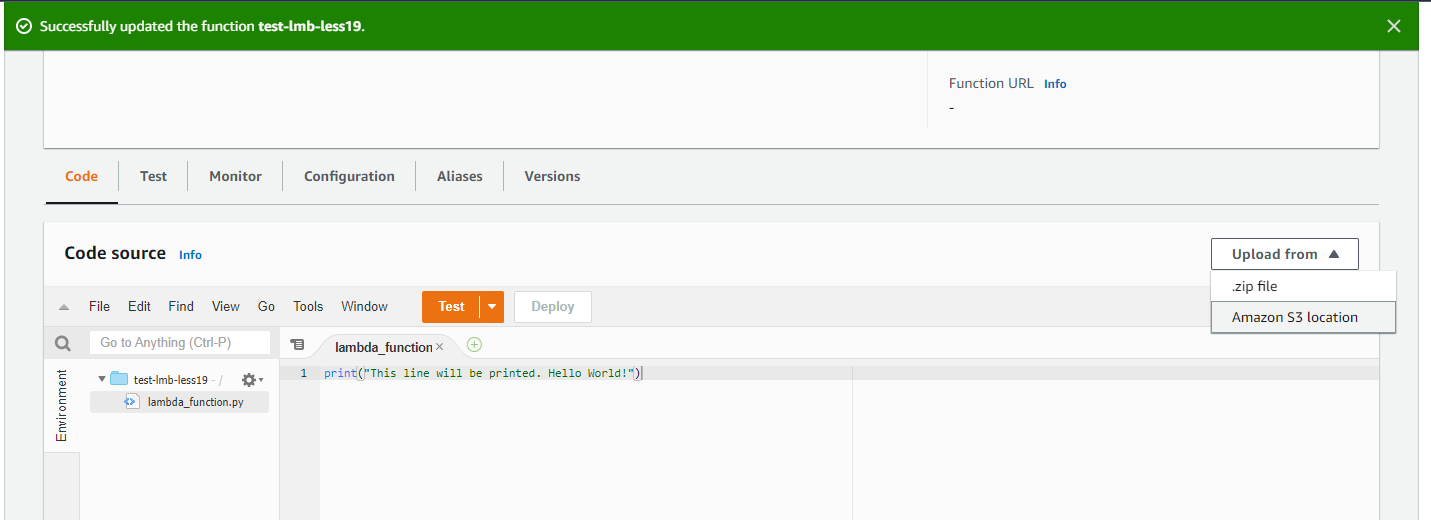 Successfully updated the function test-lmb-less19.
Function URL Info
-
Code Test Monitor Configuration Aliases Versions
Code source Info
Upload from
.zip file
Amazon S3 location
File Edit Find View Go Tools Window Test Deploy
Go to Anything (Ctrl-P)
lambda_function
Environment
test-lmb-less19 - /
lambda_function.py
1 print("This line will be printed. Hello World!")